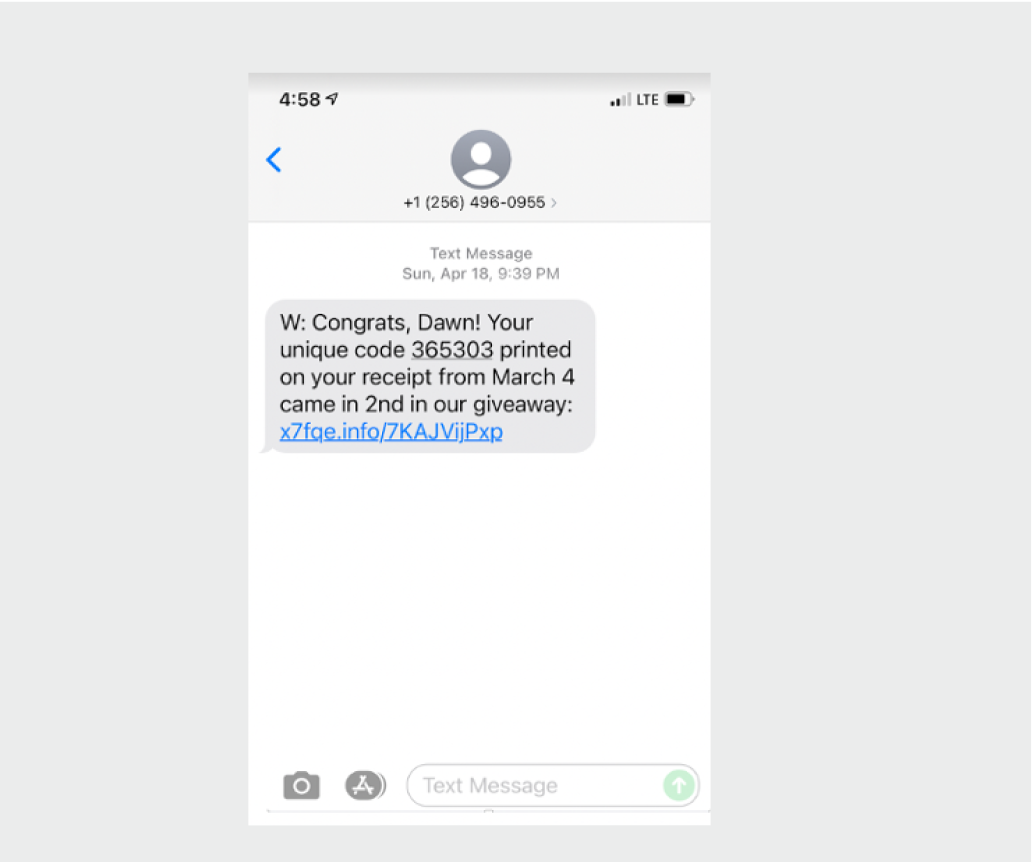 4:58 LTE
+1 (256) 496-0955 >
Text Message
Sun, Apr 18, 9:39 PM
W: Congrats, Dawn! Your
unique code 365303 printed
on your receipt from March 4
came in 2nd in our giveaway:
x7fqe.info/7KAJVijPxp
Text Message